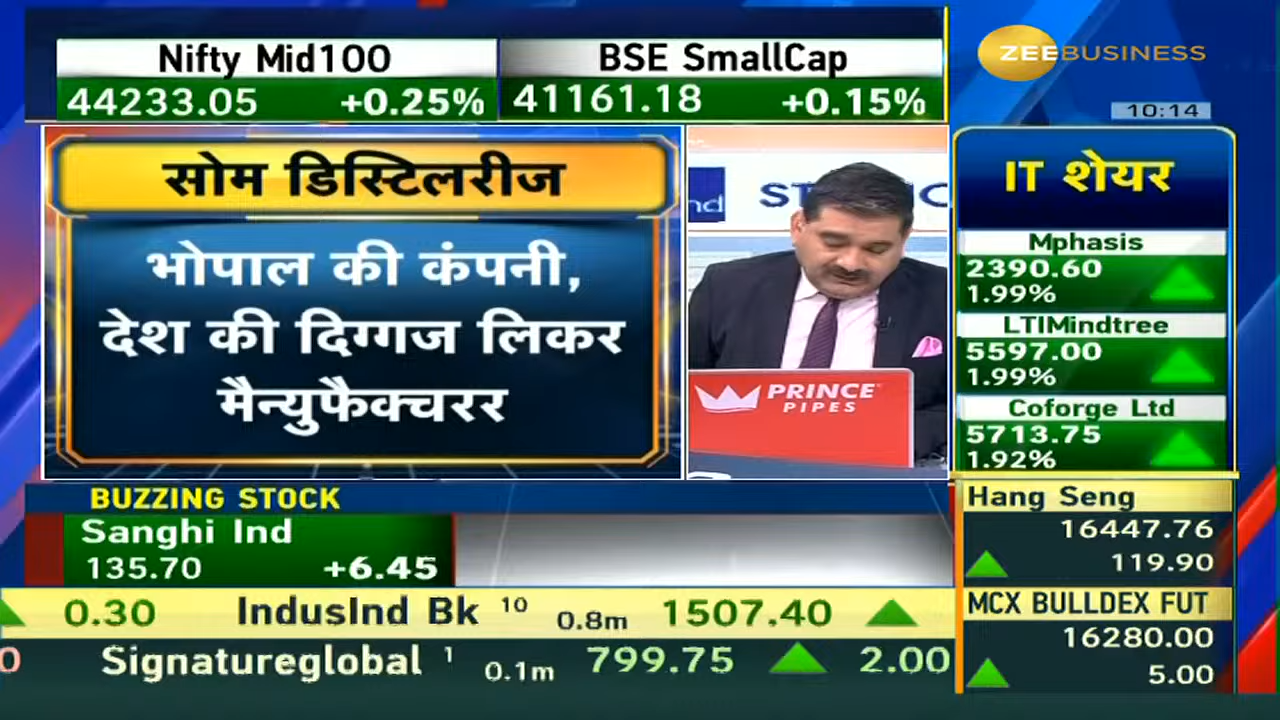 Nifty Mid100
44233.05 +0.25%
BSE SmallCap
41161.18 +0.15%
ZEEBUSINESS
10:14
सोम डिस्टिलरीज
भोपाल की कंपनी,
देश की दिग्गज लिकर
मैन्युफैक्चरर
nd
PRINCE
PIPES
IT शेयर
Mphasis
2390.60
1.99%
LTIMindtree
5597.00
1.99%
Coforge Ltd
5713.75
1.92%
Hang Seng
16447.76
119.90
MCX BULLDEX FUT
16280.00
5.00
BUZZING STOCK
Sanghi Ind
135.70 +6.45
0.30 IndusInd Bk 10 0.8m 1507.40
0 Signatureglobal 1 0.1m 799.75 2.00